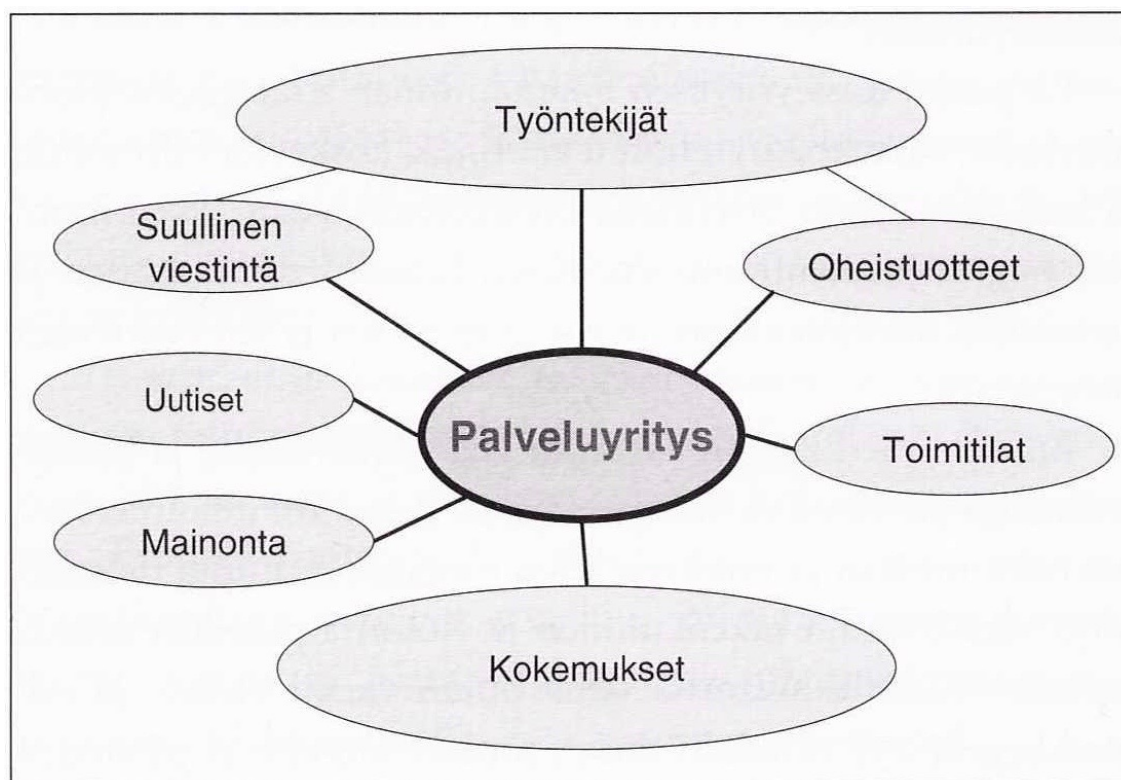 Työntekijät
Suullinen
viestintä
Oheistuotteet
Uutiset
Palveluyritys
Toimitilat
Mainonta
Kokemukset